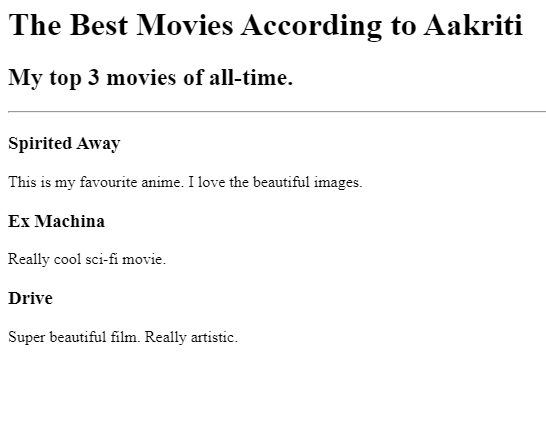 The Best Movies According to Aakriti
My top 3 movies of all-time.
Spirited Away
This is my favourite anime. I love the beautiful images.
Ex Machina
Really cool sci-fi movie.
Drive
Super beautiful film. Really artistic.